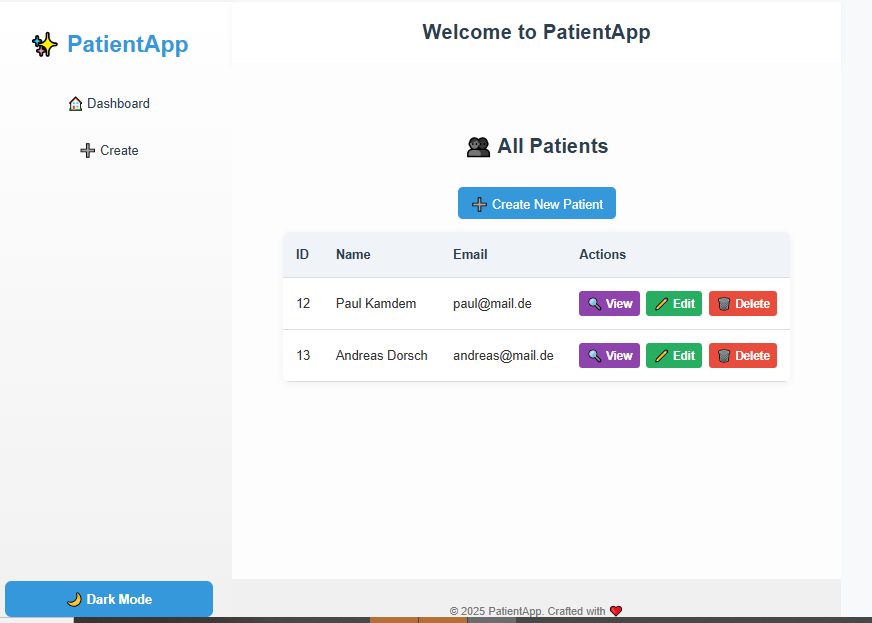 PatientApp
Dashboard
Create
Dark Mode
Welcome to PatientApp
All Patients
Create New Patient
ID Name Email Actions
12 Paul Kamdem paul@mail.de View Edit Delete
13 Andreas Dorsch andreas@mail.de View Edit Delete
© 2025 PatientApp. Crafted with ❤️